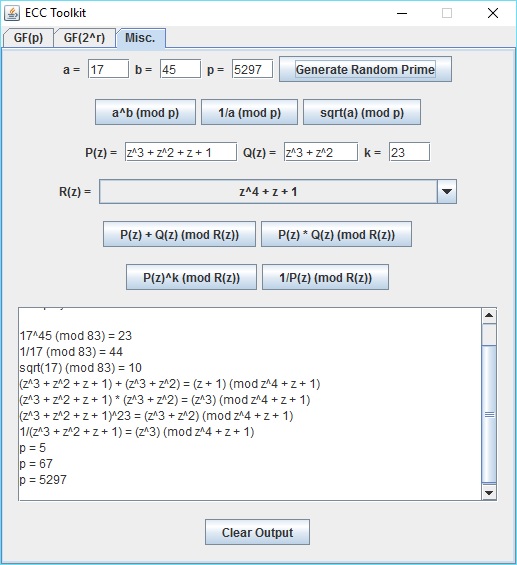 ECC Toolkit
GF(p) GF(2^r) Misc.
a = 17 b = 45 p = 5297 Generate Random Prime
a^b (mod p) 1/a (mod p) sqrt(a) (mod p)
P(z) = z^3 + z^2 + z + 1 Q(z) = z^3 + z^2 k = 23
R(z) = z^4 + z + 1
P(z) + Q(z) (mod R(z)) P(z) * Q(z) (mod R(z))
P(z)^k (mod R(z)) 1/P(z) (mod R(z))
17^45 (mod 83) = 23
1/17 (mod 83) = 44
sqrt(17) (mod 83) = 10
(z^3 + z^2 + z + 1) + (z^3 + z^2) = (z + 1) (mod z^4 + z + 1)
(z^3 + z^2 + z + 1) * (z^3 + z^2) = (z^3) (mod z^4 + z + 1)
(z^3 + z^2 + z + 1)^23 = (z^3 + z^2) (mod z^4 + z + 1)
1/(z^3 + z^2 + z + 1) = (z^3) (mod z^4 + z + 1)
p = 5
p = 67
p = 5297
Clear Output